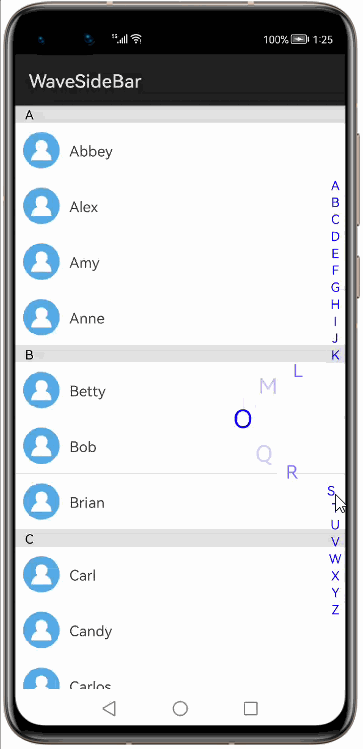 100% 1:25
WaveSideBar
A
Abbey
Alex
Amy
Anne
B
Betty
Bob
Brian
C
Carl
Candy
Carlos
A
B
C
D
E
F
G
H
I
J
K
L
M
O
Q
R
S
U
V
W
X
Y
Z